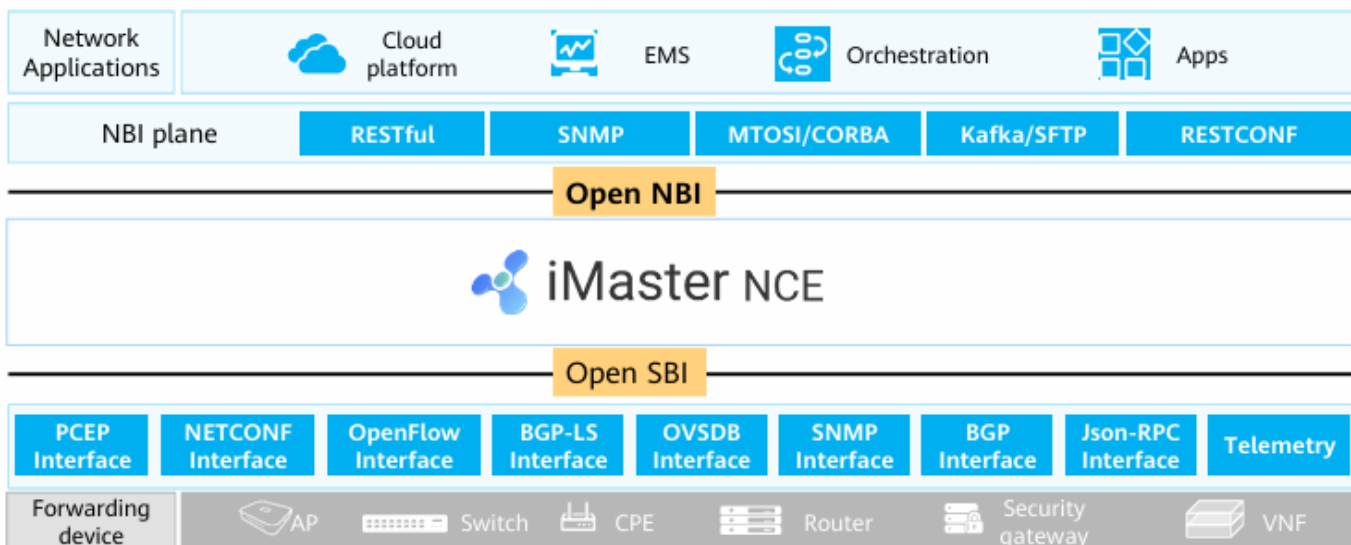 Network
Applications
Cloud
platform
EMS
Orchestration
Apps
NBI plane
RESTful
SNMP
MTOSI/CORBA
Kafka/SFTP
RESTCONF
Open NBI
iMaster NCE
Open SBI
PCEP
Interface
NETCONF
Interface
OpenFlow
Interface
BGP-LS
Interface
OVSDB
Interface
SNMP
Interface
BGP
Interface
Json-RPC
Interface
Telemetry
Forwarding
device
AP
Switch
CPE
Router
Security
gateway
VNF